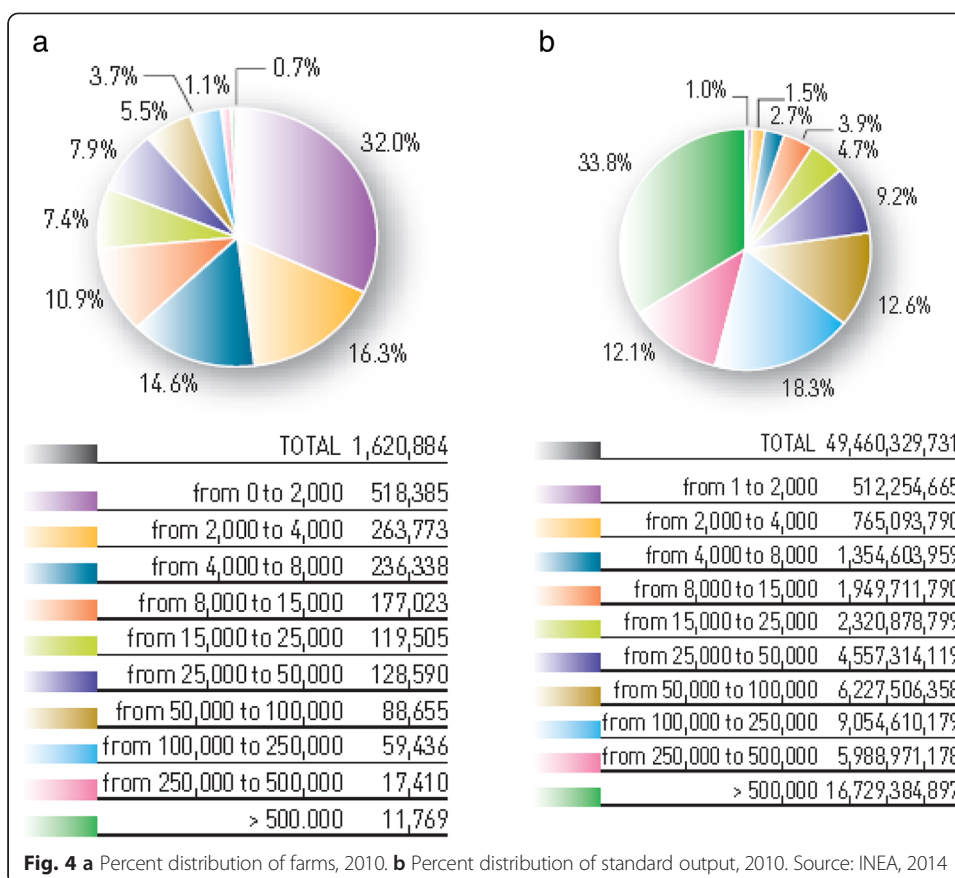 a
3.7%
1.1%
0.7%
5.5%
32.0%
7.9%
7.4%
10.9%
16.3%
14.6%
TOTAL 1,620,884
from 0 to 2,000 518,385
from 2,000 to 4,000 263,773
from 4,000 to 8,000 236,338
from 8,000 to 15,000 177,023
from 15,000 to 25,000 119,505
from 25,000 to 50,000 128,590
from 50,000 to 100,000 88,655
from 100,000 to 250,000 59,436
from 250,000 to 500,000 17,410
> 500.000 11,769
b
1.0%
1.5%
2.7%
3.9%
33.8%
4.7%
9.2%
12.6%
12.1%
18.3%
TOTAL 49,460,329,731
from 1 to 2,000 512,254,665
from 2,000 to 4,000 765,093,790
from 4,000 to 8,000 1,354,603,959
from 8,000 to 15,000 1,949,711,790
from 15,000 to 25,000 2,320,878,799
from 25,000 to 50,000 4,557,314,119
from 50,000 to 100,000 6,227,506,358
from 100,000 to 250,000 9,054,610,179
from 250,000 to 500,000 5,988,971,178
> 500,000 16,729,384,897
Fig. 4 a Percent distribution of farms, 2010. b Percent distribution of standard output, 2010. Source: INEA, 2014